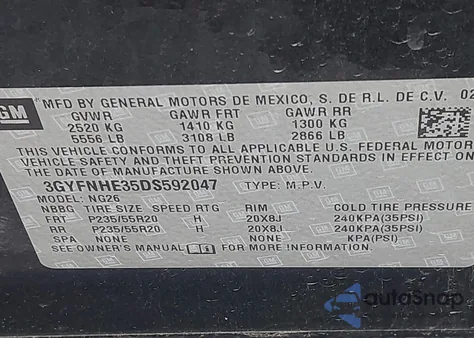 GM
MFD BY GENERAL MOTORS DE MEXICO, S. DE R.L. DE C.V. 02
GVWR GAWR FRT GAWR RR
2520 KG 1410 KG 1300 KG
5556 LB 3108 LB 2866 LB
THIS VEHICLE CONFORMS TO ALL APPLICABLE U.S. FEDERAL MOTOR
VEHICLE SAFETY STANDARDS IN EFFECT ON
THE DATE OF MANUFACTURE SHOWN ABOVE.
3GYFNHE35DS592047 TYPE: M.P.V.
MODEL: NG26
NBBG TIRE SIZE SPEED RTG RIM COLD TIRE PRESSURE
FRT P235/55R20 H 20X8J 240KPA(35PSI)
RR P235/55R20 H 20X8J 240KPA(35PSI)
SPA NONE NONE KPA(PSI)
SEE OWNER'S MANUAL FOR MORE INFORMATION.
autoSnap